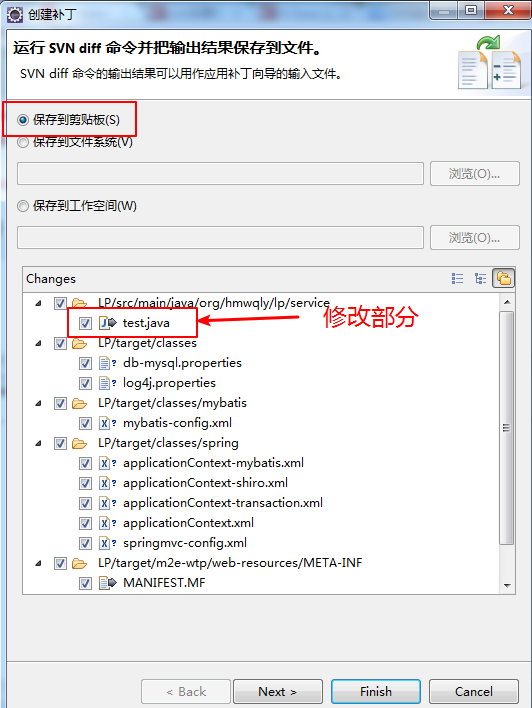 创建补丁
运行 SVN diff 命令并把输出结果保存到文件。
SVN diff 命令的输出结果可以用作应用补丁向导的输入文件。
保存到剪贴板(S)
保存到文件系统(V)
浏览(O)...
保存到工作空间(W)
浏览(O)...
Changes
LP/src/main/java/org/hmwqly/lp/service
test.java
修改部分
LP/target/classes
db-mysql.properties
log4j.properties
LP/target/classes/mybatis
mybatis-config.xml
LP/target/classes/spring
applicationContext-mybatis.xml
applicationContext-shiro.xml
applicationContext-transaction.xml
applicationContext.xml
springmvc-config.xml
LP/target/m2e-wtp/web-resources/META-INF
MANIFEST.MF
< Back
Next >
Finish
Cancel